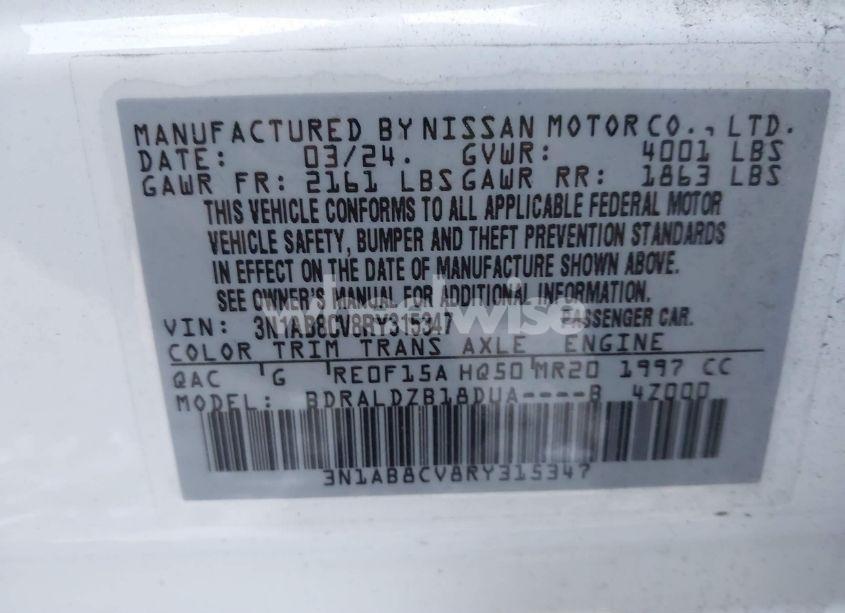 MANUFACTURED BY NISSAN MOTOR CO., LTD.
DATE: 03/24. GVWR: 4001 LBS
GAWR FR: 2161 LBS GAWR RR: 1863 LBS
THIS VEHICLE CONFORMS TO ALL APPLICABLE FEDERAL MOTOR
VEHICLE SAFETY, BUMPER AND THEFT PREVENTION STANDARDS
IN EFFECT ON THE DATE OF MANUFACTURE SHOWN ABOVE.
SEE OWNER'S MANUAL FOR ADDITIONAL INFORMATION.
VIN: 3N1AB8CV8RY315347 PASSENGER CAR.
COLOR TRIM TRANS AXLE ENGINE
QAC G RE0F15A HQ50 MR20 1997 CC
MODEL: BDRALDZB18DUA----B 4Z000
3N1AB8CV8RY315347